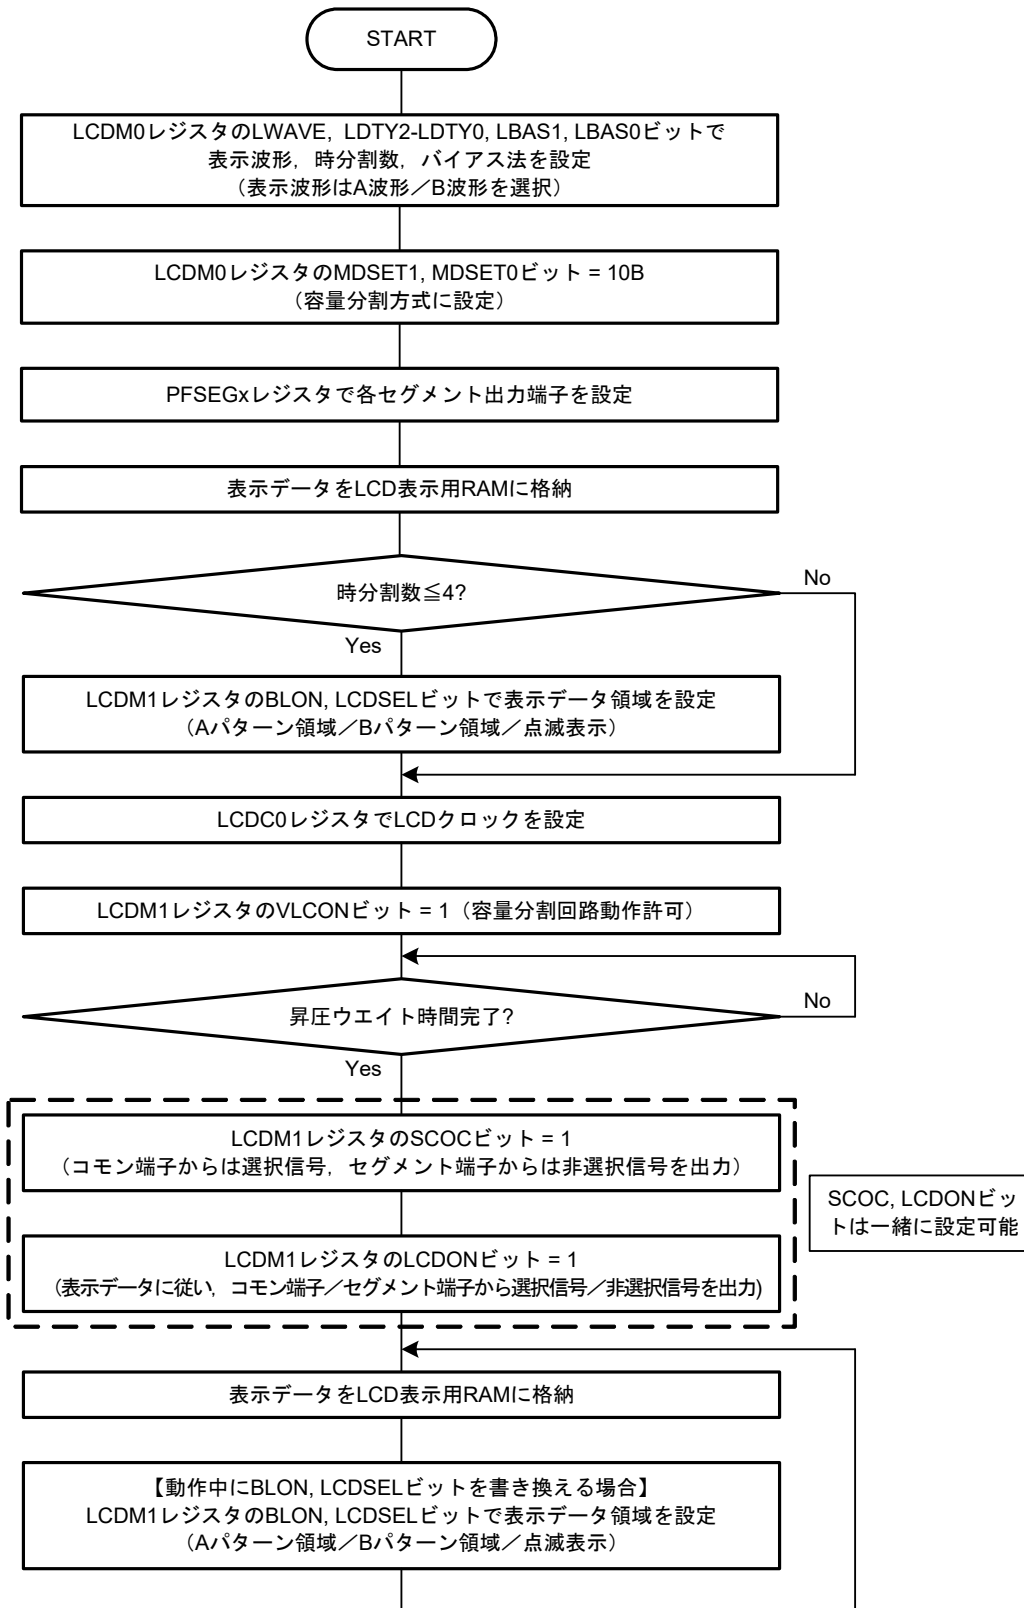 START
LCDM0レジスタのLWAVE, LDTY2-LDTY0, LBAS1, LBAS0ビットで
表示波形，時分割数，バイアス法を設定
（表示波形はA波形／B波形を選択）
LCDM0レジスタのMDSET1, MDSET0ビット = 10B
（容量分割方式に設定）
PFSEGxレジスタで各セグメント出力端子を設定
表示データをLCD表示用RAMに格納
時分割数≦4?
No
Yes
LCDM1レジスタのBLON, LCDSELビットで表示データ領域を設定
（Aパターン領域／Bパターン領域／点滅表示）
LCDC0レジスタでLCDクロックを設定
LCDM1レジスタのVLCONビット = 1（容量分割回路動作許可）
昇圧ウエイト時間完了?
No
Yes
LCDM1レジスタのSCOCビット = 1
（コモン端子からは選択信号，セグメント端子からは非選択信号を出力）
SCOC, LCDONビッ
トは一緒に設定可能
LCDM1レジスタのLCDONビット = 1
(表示データに従い，コモン端子／セグメント端子から選択信号／非選択信号を出力)
表示データをLCD表示用RAMに格納
【動作中にBLON, LCDSELビットを書き換える場合】
LCDM1レジスタのBLON, LCDSELビットで表示データ領域を設定
（Aパターン領域／Bパターン領域／点滅表示）